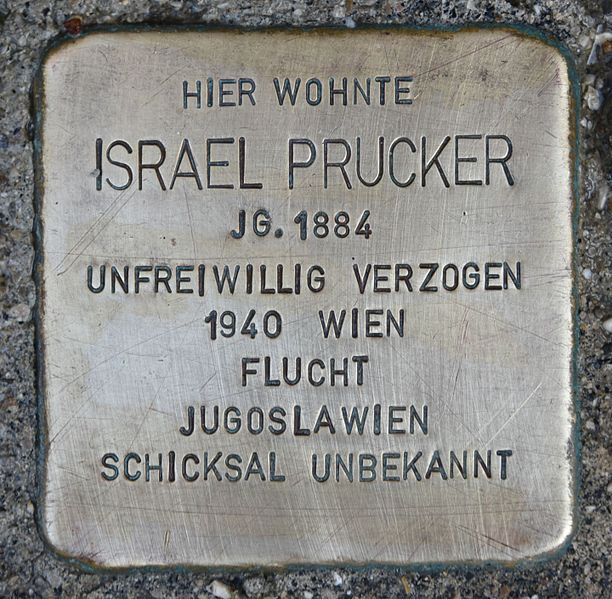 HIER WOHNTE
ISRAEL PRUCKER
JG. 1884
UNFREIWILLIG VERZOGEN
1940 WIEN
FLUCHT
JUGOSLAWIEN
SCHICKSAL UNBEKANNT